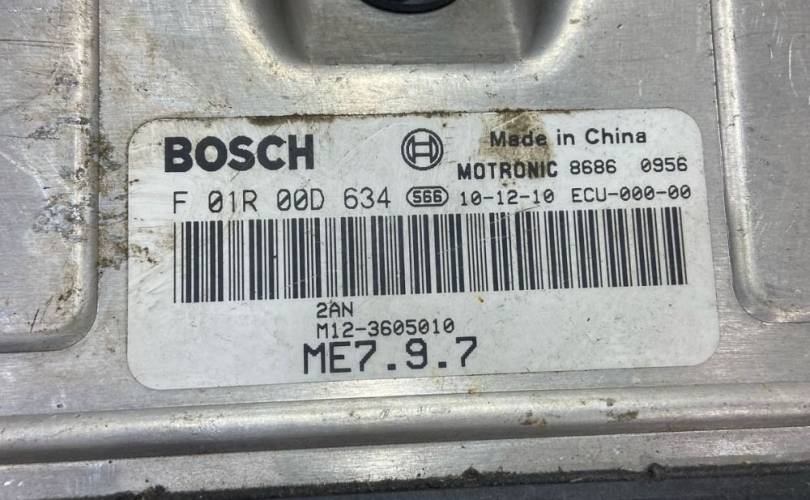 BOSCH
Made in China
MOTRONIC 8686 0956
F 01R 00D 634 S66 10-12-10 ECU-000-00
2AN
M12-3605010
ME7.9.7